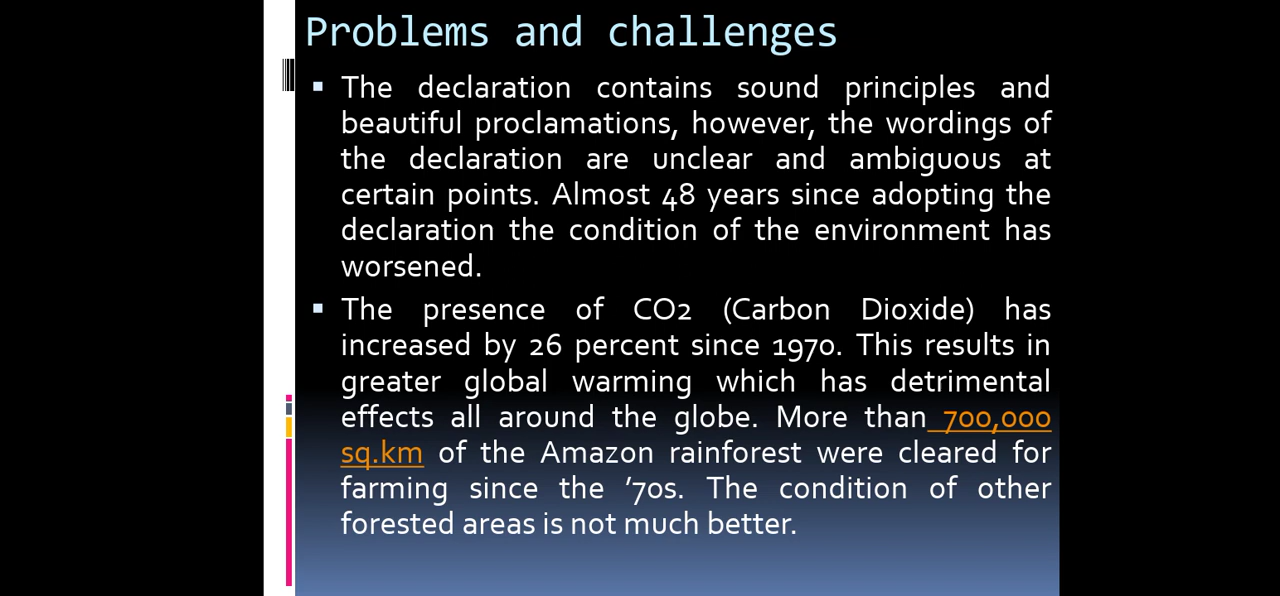 Problems and challenges
The declaration contains sound principles and
beautiful proclamations, however, the wordings of
the declaration are unclear and ambiguous at
certain points. Almost 48 years since adopting the
declaration the condition of the environment has
worsened.
The presence of CO2 (Carbon Dioxide) has
increased by 26 percent since 1970. This results in
greater global warming which has detrimental
effects all around the globe. More than 700,000
sq.km of the Amazon rainforest were cleared for
farming since the ’70s. The condition of other
forested areas is not much better.